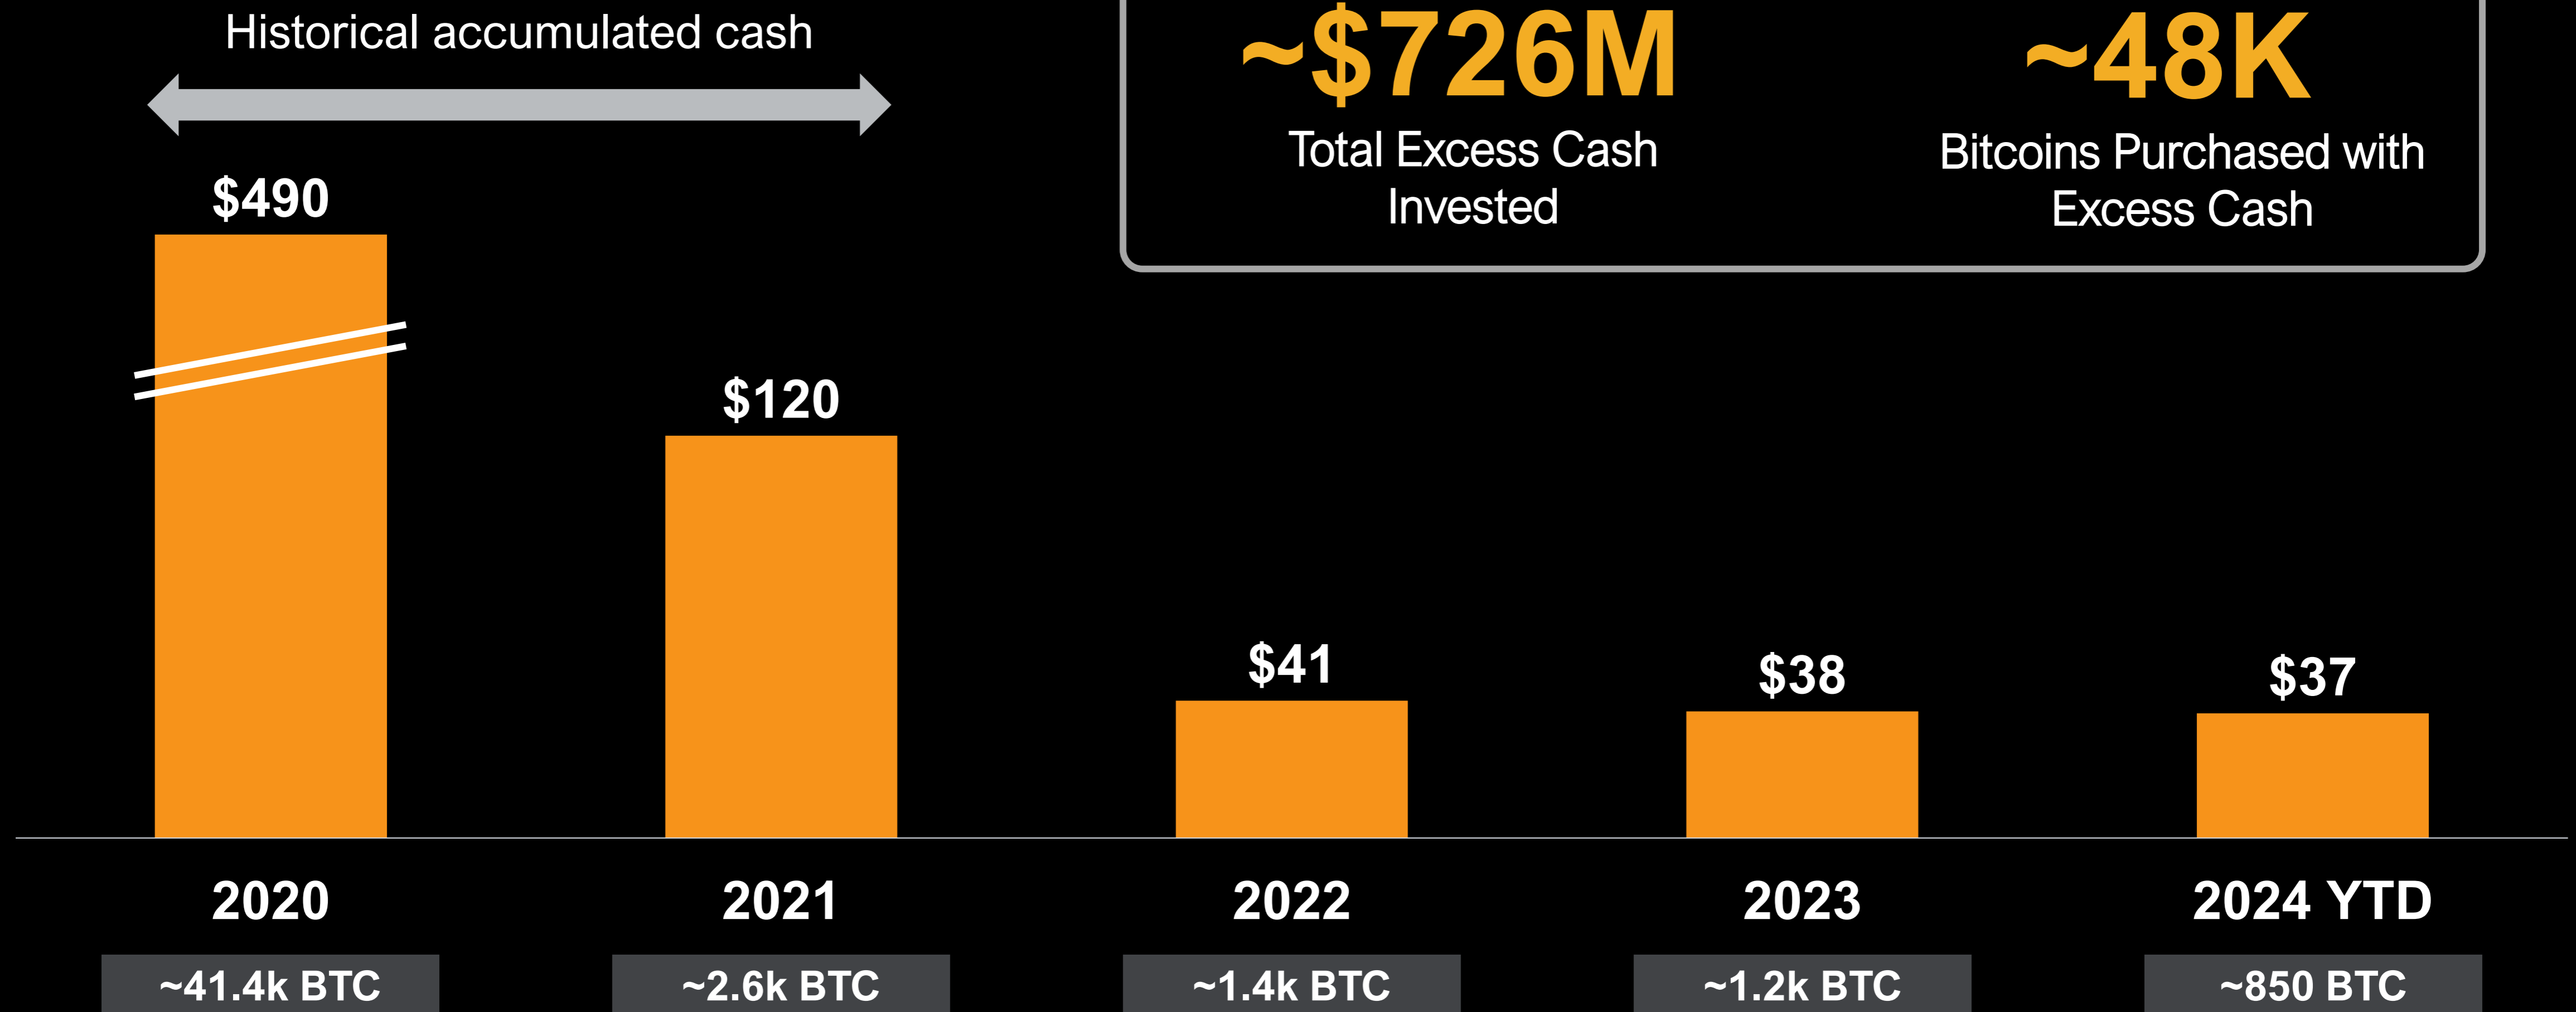 Historical accumulated cash
~$726M
Total Excess Cash
Invested
~48K
Bitcoins Purchased with
Excess Cash
$490
$120
$41
$38
$37
2020
2021
2022
2023
2024 YTD
~41.4k BTC
~2.6k BTC
~1.4k BTC
~1.2k BTC
~850 BTC